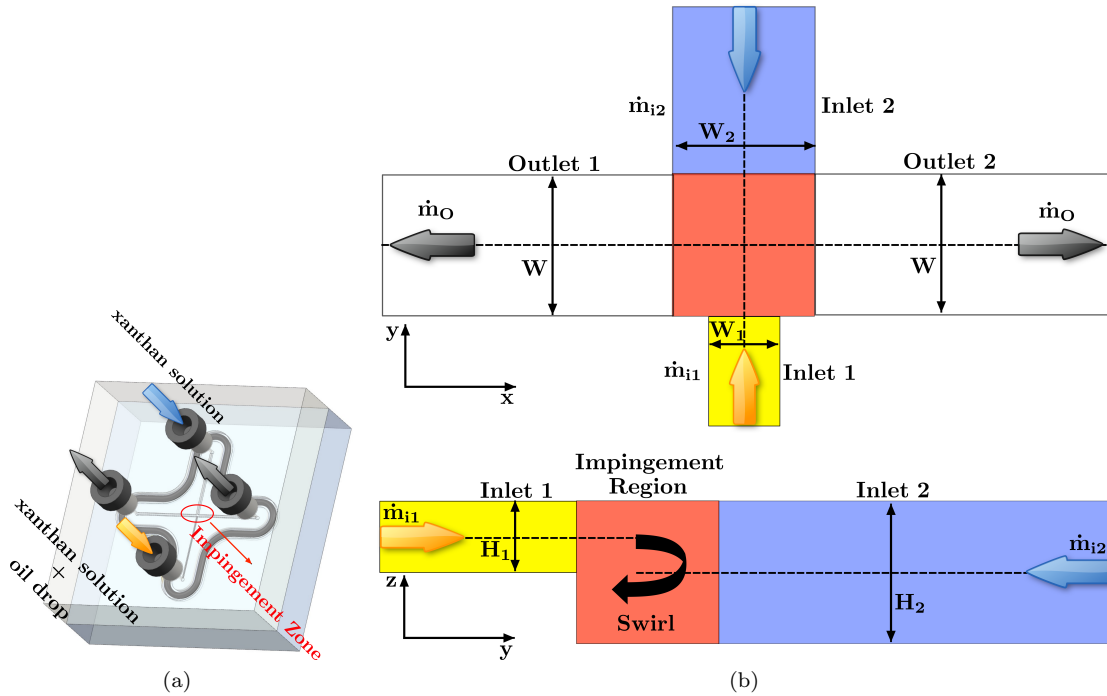 xanthan solution
xanthan solution
+
oil drop
Impingement Zone
(a)
ṁi2
Inlet 2
W2
Outlet 1
Outlet 2
ṁO
ṁO
W
W
W1
ṁi1
Inlet 1
y
x
Impingement
Region
Inlet 1
Inlet 2
ṁi1
H1
ṁi2
H2
Swirl
z
y
(b)